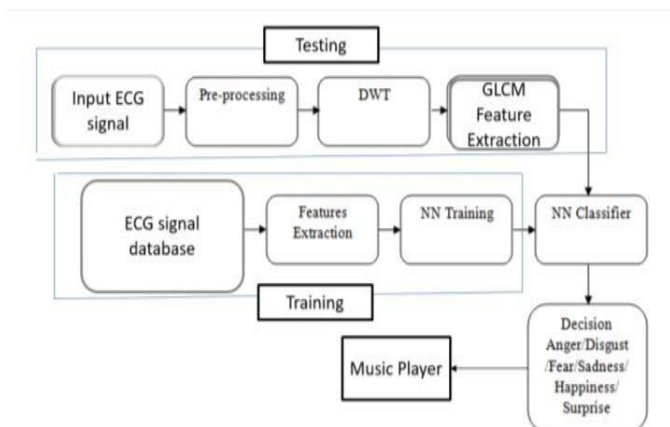 Testing
Input ECG
signal
Pre-processing
DWT
GLCM
Feature
Extraction
ECG signal
database
Features
Extraction
NN Training
NN Classifier
Training
Decision
Anger/Disgust
/Fear/Sadness/
Happiness/
Surprise
Music Player